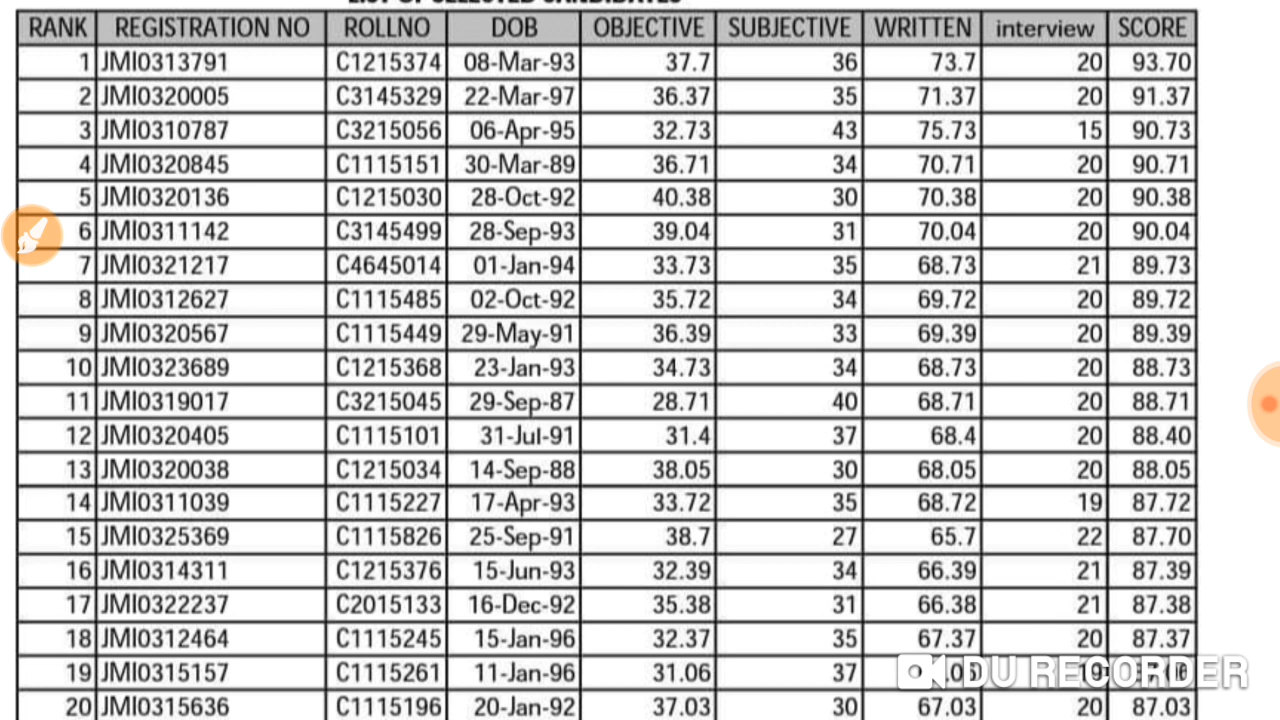 LIST OF SELECTED CANDIDATES
RANK REGISTRATION NO ROLLNO DOB OBJECTIVE SUBJECTIVE WRITTEN interview SCORE
1 JMI0313791 C1215374 08-Mar-93 37.7 36 73.7 20 93.70
2 JMI0320005 C3145329 22-Mar-97 36.37 35 71.37 20 91.37
3 JMI0310787 C3215056 06-Apr-95 32.73 43 75.73 15 90.73
4 JMI0320845 C1115151 30-Mar-89 36.71 34 70.71 20 90.71
5 JMI0320136 C1215030 28-Oct-92 40.38 30 70.38 20 90.38
6 JMI0311142 C3145499 28-Sep-93 39.04 31 70.04 20 90.04
7 JMI0321217 C4645014 01-Jan-94 33.73 35 68.73 21 89.73
8 JMI0312627 C1115485 02-Oct-92 35.72 34 69.72 20 89.72
9 JMI0320567 C1115449 29-May-91 36.39 33 69.39 20 89.39
10 JMI0323689 C1215368 23-Jan-93 34.73 34 68.73 20 88.73
11 JMI0319017 C3215045 29-Sep-87 28.71 40 68.71 20 88.71
12 JMI0320405 C1115101 31-Jul-91 31.4 37 68.4 20 88.40
13 JMI0320038 C1215034 14-Sep-88 38.05 30 68.05 20 88.05
14 JMI0311039 C1115227 17-Apr-93 33.72 35 68.72 19 87.72
15 JMI0325369 C1115826 25-Sep-91 38.7 27 65.7 22 87.70
16 JMI0314311 C1215376 15-Jun-93 32.39 34 66.39 21 87.39
17 JMI0322237 C2015133 16-Dec-92 35.38 31 66.38 21 87.38
18 JMI0312464 C1115245 15-Jan-96 32.37 35 67.37 20 87.37
19 JMI0315157 C1115261 11-Jan-96 31.06 37
DU RECORDER
20 JMI0315636 C1115196 20-Jan-92 37.03 30 67.03 20 87.03